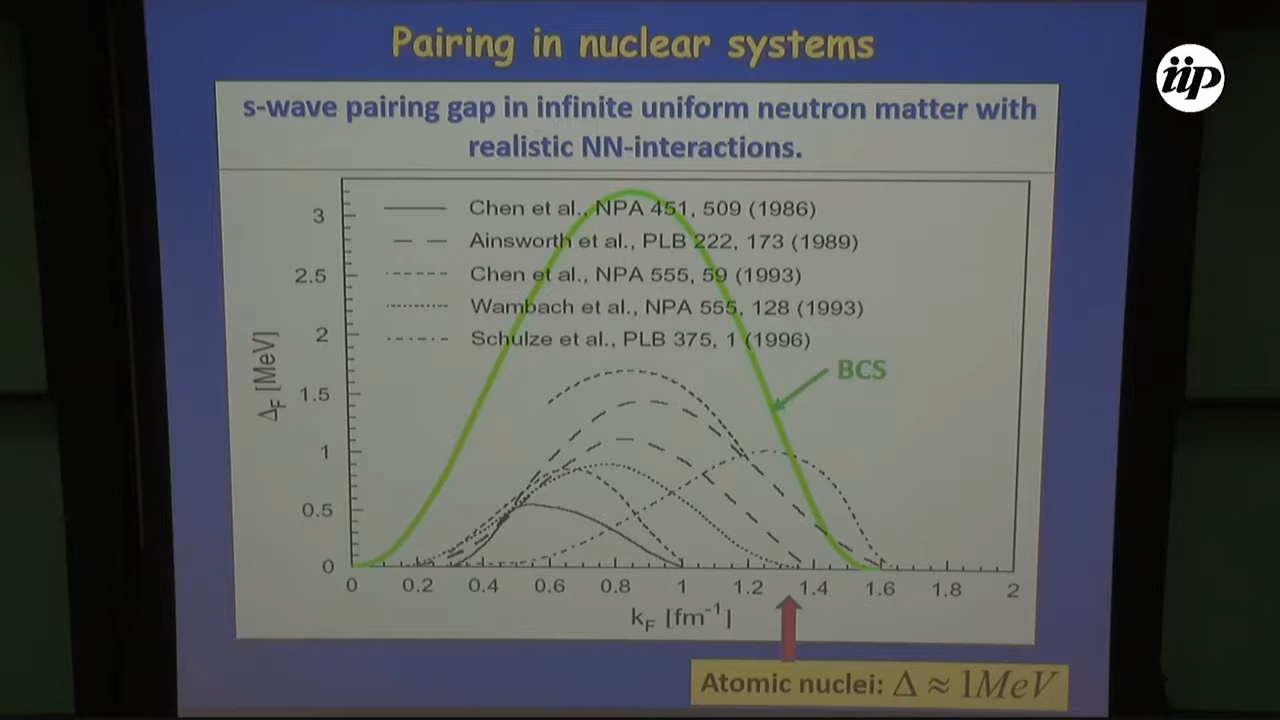 Pairing in nuclear systems
iip
s-wave pairing gap in infinite uniform neutron matter with
realistic NN-interactions.
Chen et al., NPA 451, 509 (1986)
Ainsworth et al., PLB 222, 173 (1989)
Chen et al., NPA 555, 59 (1993)
Wambach et al., NPA 555, 128 (1993)
Schulze et al., PLB 375, 1 (1996)
BCS
Δ_F [MeV]
3
2.5
2
1.5
1
0.5
0
0 0.2 0.4 0.6 0.8 1 1.2 1.4 1.6 1.8 2
k_F [fm⁻¹]
Atomic nuclei: Δ ≈ 1MeV